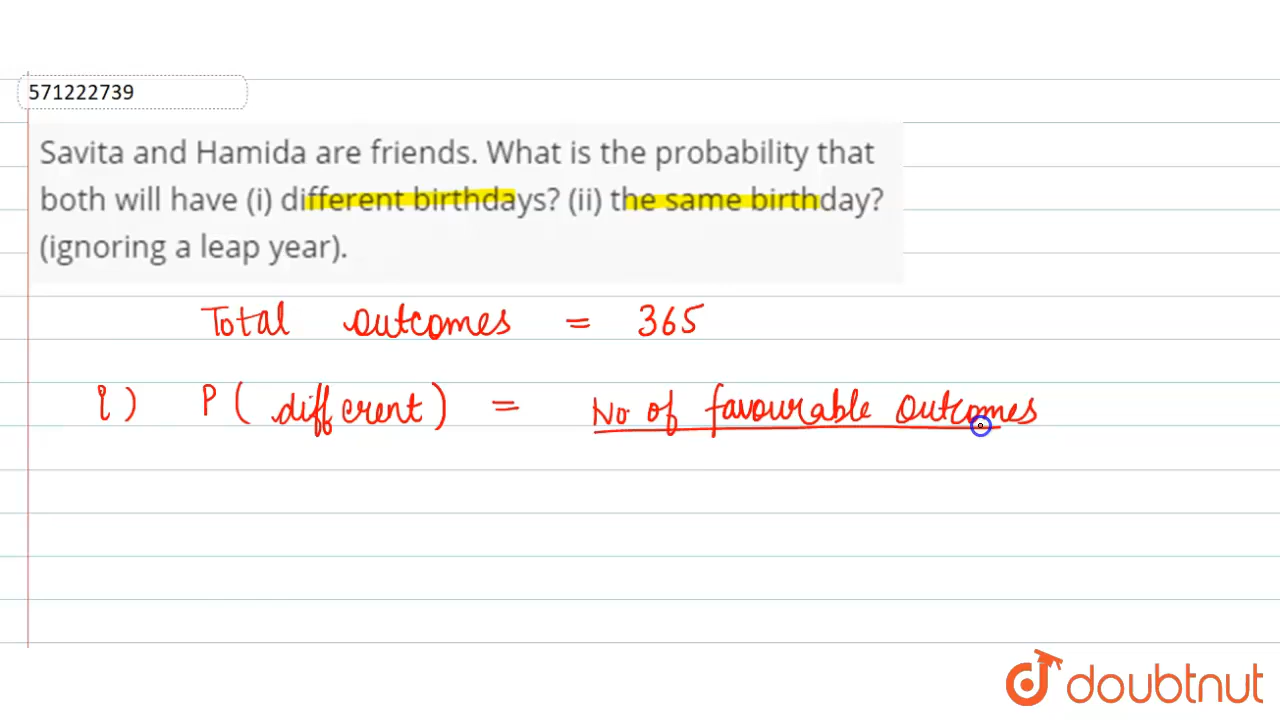 571222739
Savita and Hamida are friends. What is the probability that
both will have (i) different birthdays? (ii) the same birthday?
(ignoring a leap year).
Total outcomes = 365
i) P( different) = No of favourable outcomes
doubtnut